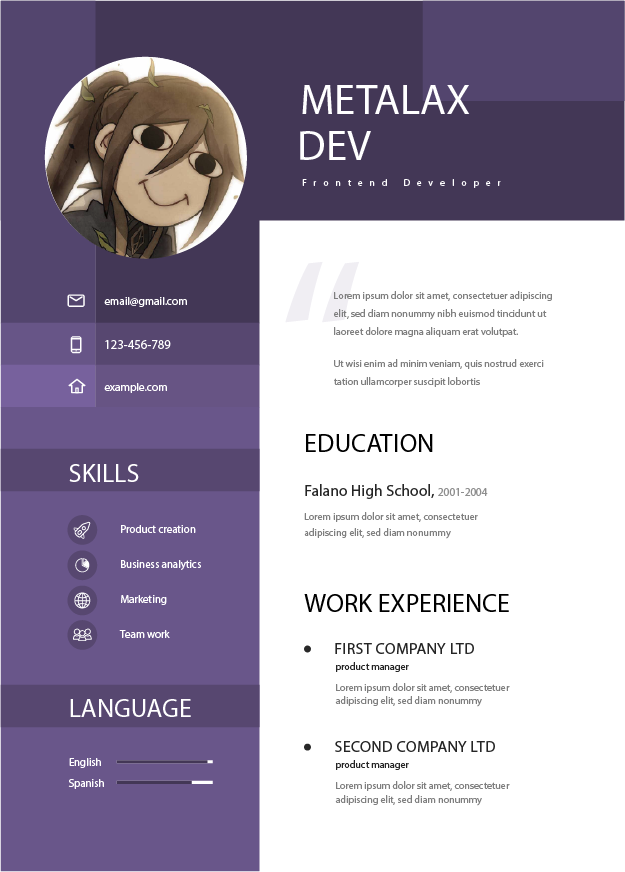 METALAX
DEV
Frontend Developer
email@gmail.com
123-456-789
example.com
SKILLS
Product creation
Business analytics
Marketing
Team work
LANGUAGE
English
Spanish
"
Lorem ipsum dolor sit amet, consectetuer adipiscing
elit, sed diam nonummy nibh euismod tincidunt ut
laoreet dolore magna aliquam erat volutpat.
Ut wisi enim ad minim veniam, quis nostrud exerci
tation ullamcorper suscipit lobortis
EDUCATION
Falano High School, 2001-2004
Lorem ipsum dolor sit amet, consectetuer
adipiscing elit, sed diam nonummy
WORK EXPERIENCE
FIRST COMPANY LTD
product manager
Lorem ipsum dolor sit amet, consectetuer
adipiscing elit, sed diam nonummy
SECOND COMPANY LTD
product manager
Lorem ipsum dolor sit amet, consectetuer
adipiscing elit, sed diam nonummy